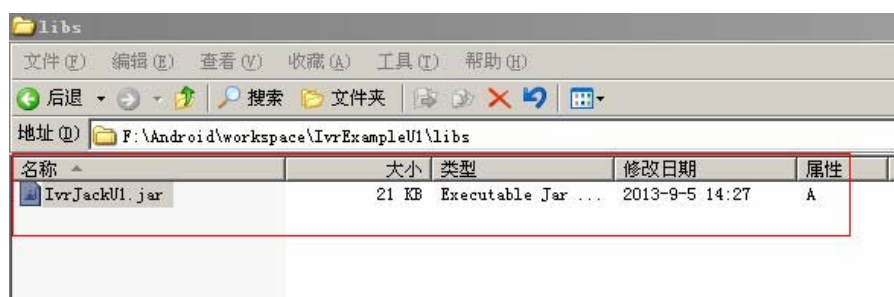 libs
文件(F) 编辑(E) 查看(V) 收藏(A) 工具(T) 帮助(H)
后退 搜索 文件夹
地址(D) F:\Android\workspace\IvrExampleU1\libs
名称 大小 类型 修改日期 属性
IvrJackU1.jar 21 KB Executable Jar ... 2013-9-5 14:27 A